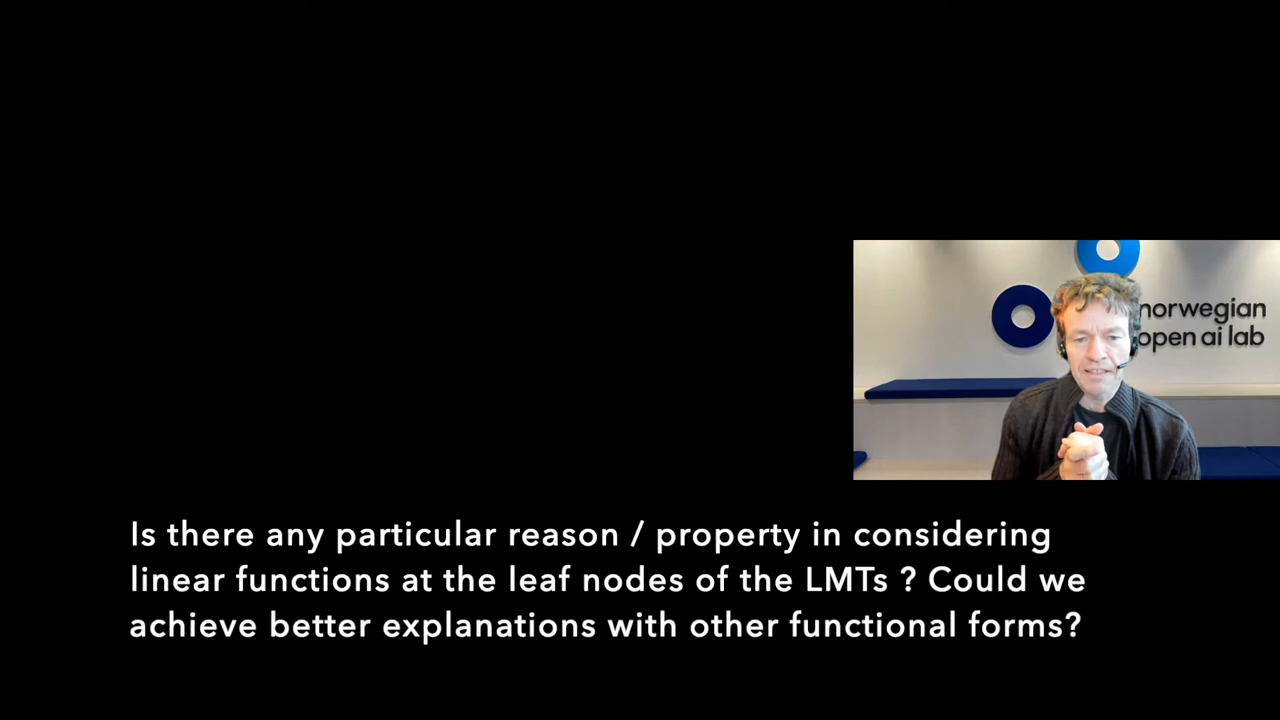 norwegian
open ai lab
Is there any particular reason / property in considering
linear functions at the leaf nodes of the LMTs ? Could we
achieve better explanations with other functional forms?